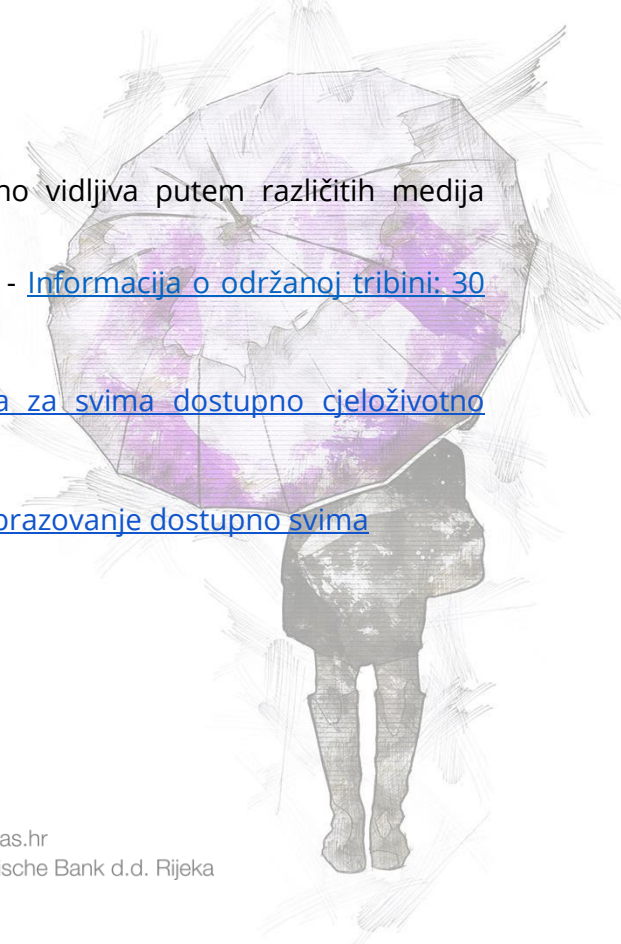 no vidljiva putem različitih medija
- Informacija o održanoj tribini: 30
a za svima dostupno cjeloživotno
brazovanje dostupno svima
as.hr
ische Bank d.d. Rijeka